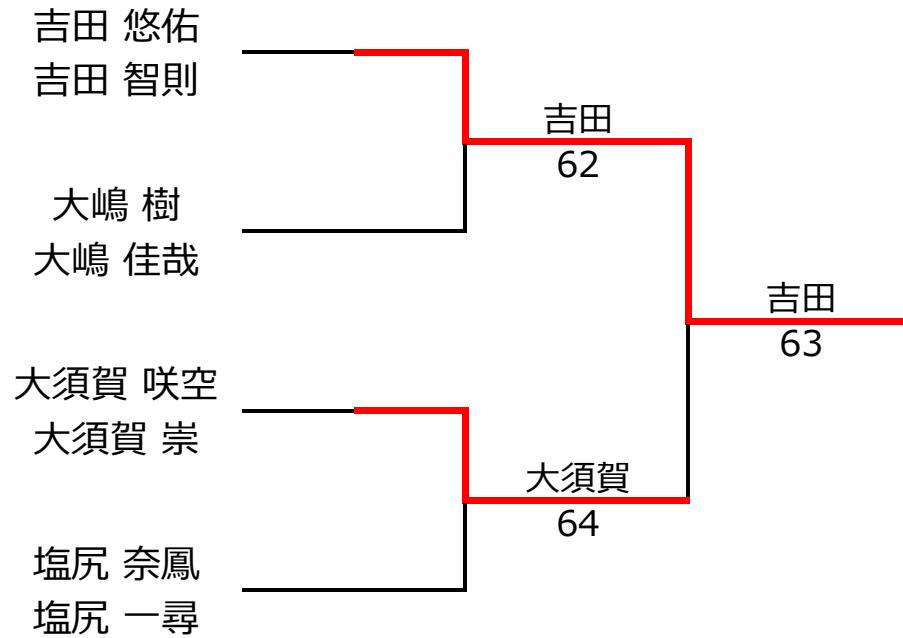 吉田 悠佑
吉田 智則
吉田
62
大嶋 樹
大嶋 佳哉
吉田
63
大須賀 咲空
大須賀 崇
大須賀
64
塩尻 奈鳳
塩尻 一尋